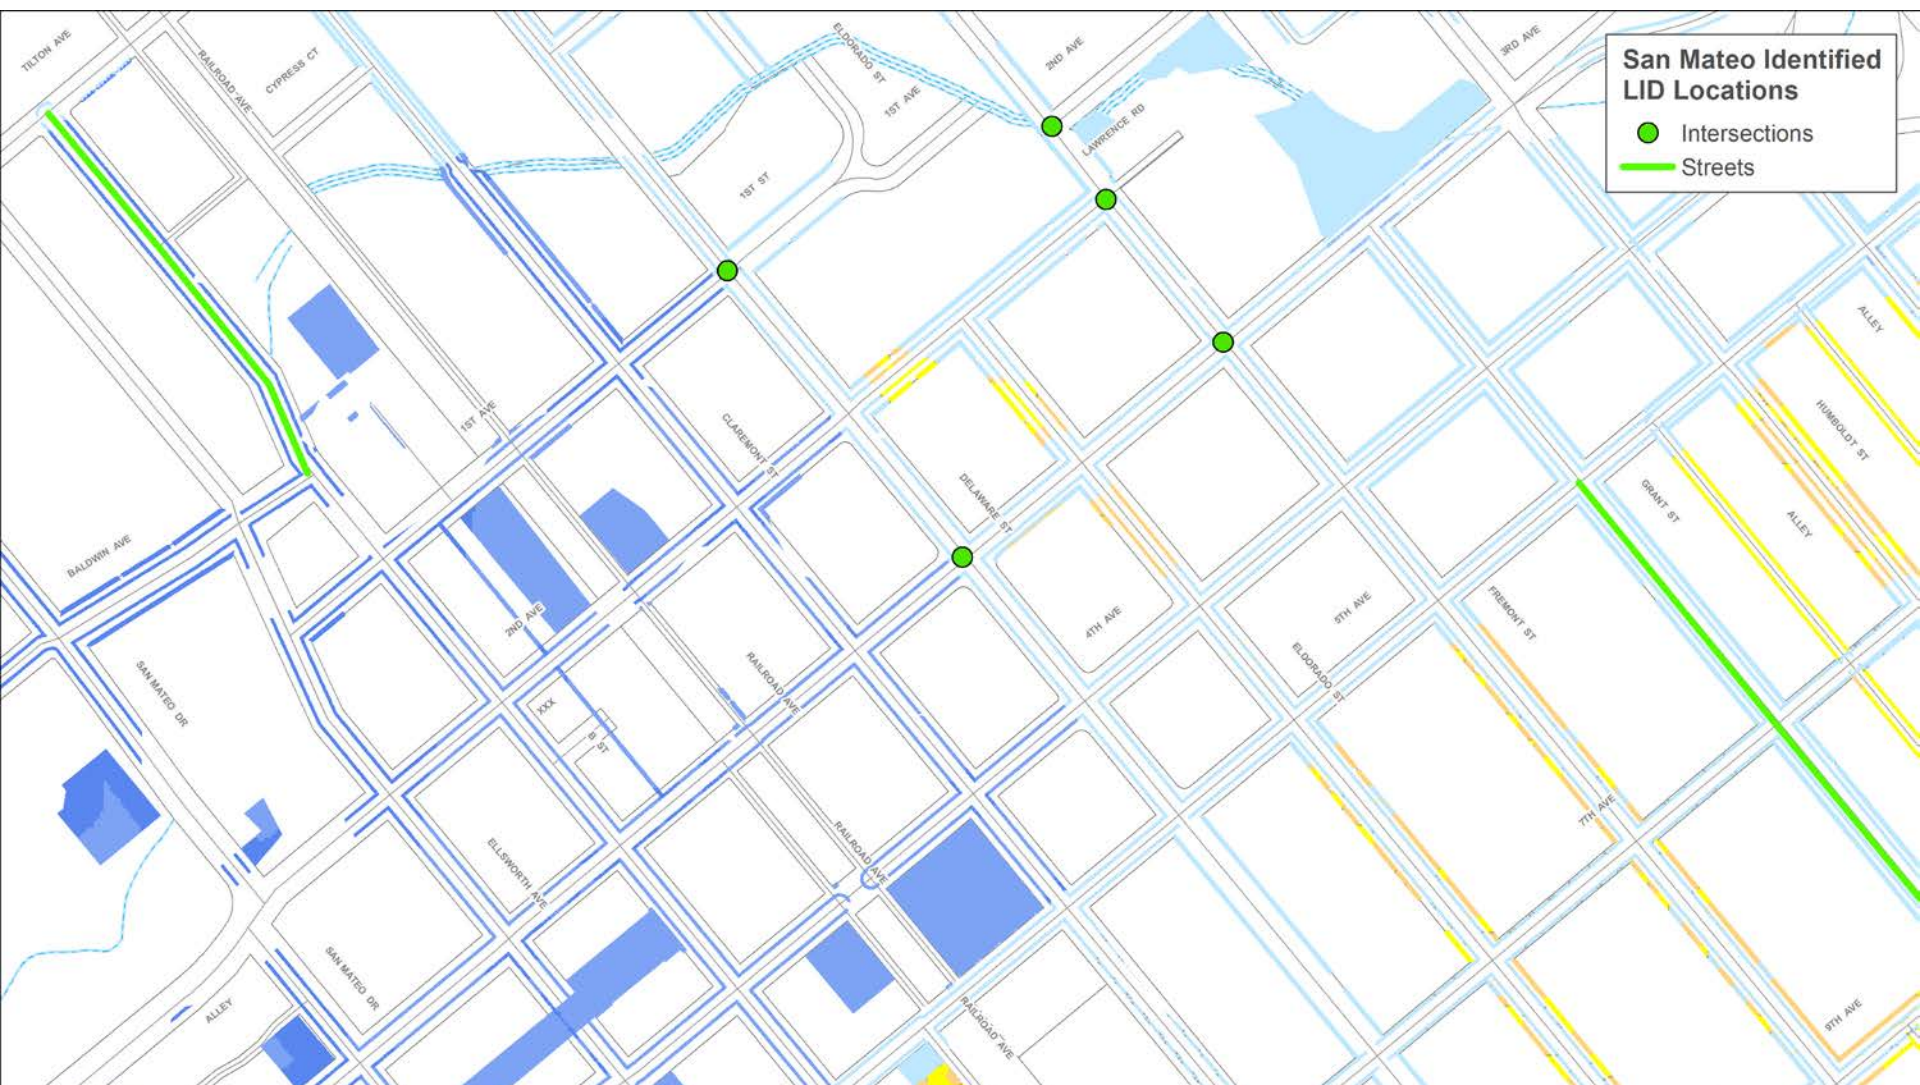 TILTON AVE
RAILROAD AVE
CYPRESS CT
ELDORADO ST
2ND AVE
3RD AVE
San Mateo Identified
LID Locations
Intersections
Streets
1ST AVE
LAWRENCE RD
1ST ST
ALLEY
1ST AVE
CLAREMONT ST
HUMBOLDT ST
DELAWARE ST
GRANT ST
ALLEY
BALDWIN AVE
2ND AVE
4TH AVE
5TH AVE
FREMONT ST
SAN MATEO DR
XXX
B ST
RAILROAD AVE
ELDORADO ST
7TH AVE
ELLSWORTH AVE
RAILROAD AVE
SAN MATEO DR
ALLEY
RAILROAD AVE
9TH AVE